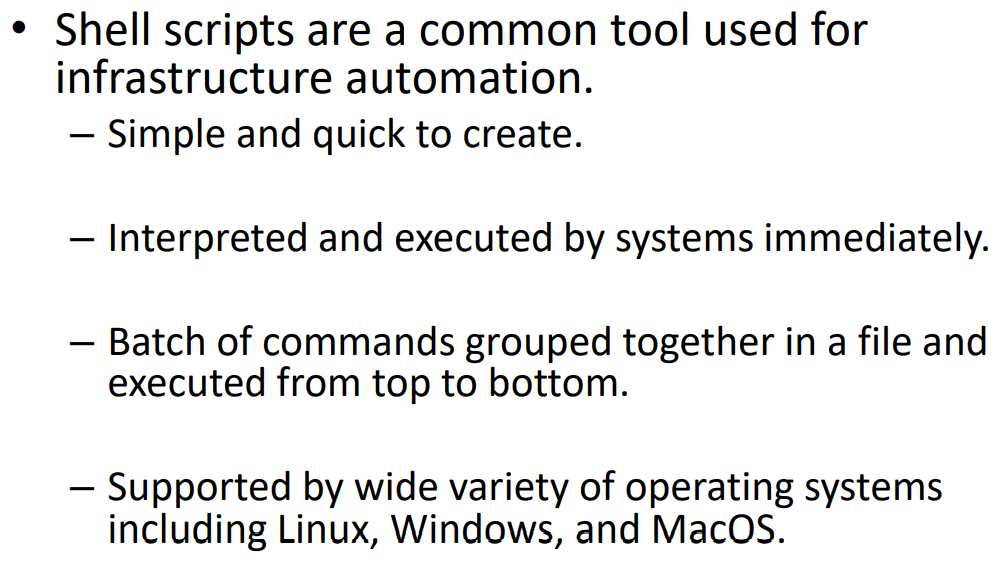 • Shell scripts are a common tool used for
infrastructure automation.
– Simple and quick to create.
– Interpreted and executed by systems immediately.
– Batch of commands grouped together in a file and
executed from top to bottom.
– Supported by wide variety of operating systems
including Linux, Windows, and MacOS.